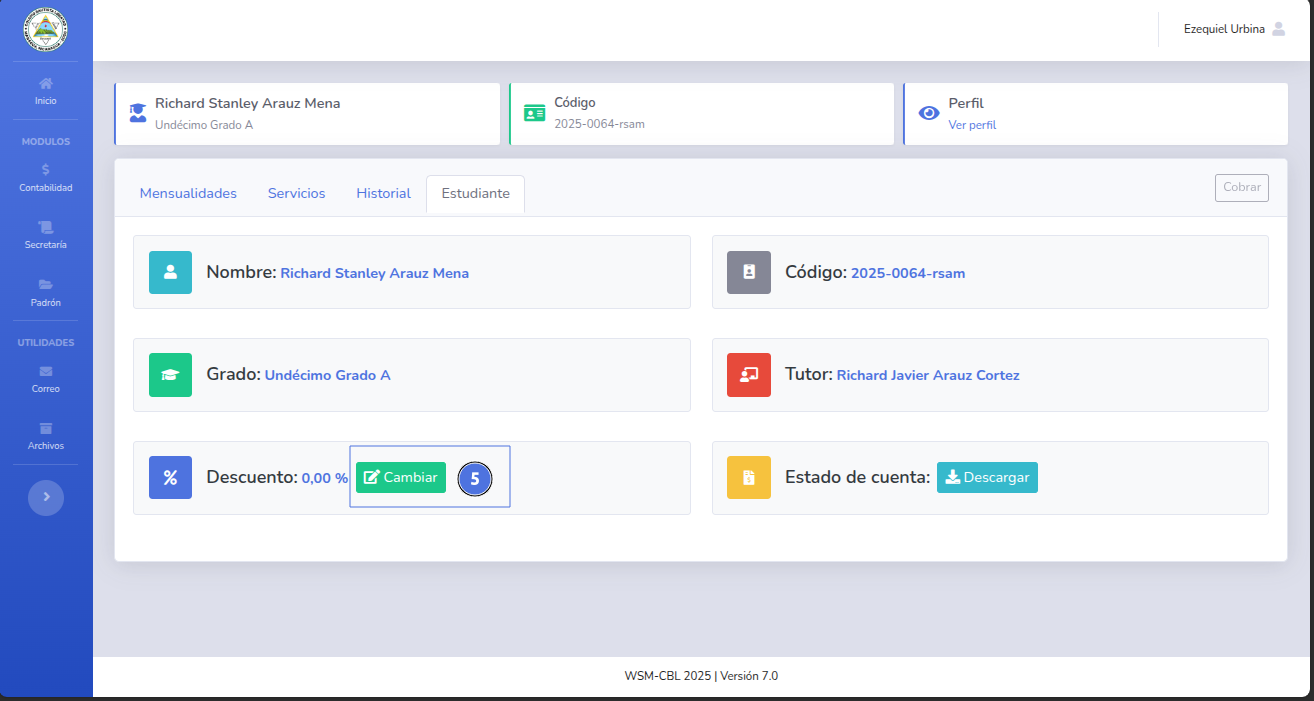 Ezequiel Urbina
Inicio
MODULOS
Contabilidad
Secretaría
Padrón
UTILIDADES
Correo
Archivos
Richard Stanley Arauz Mena
Undécimo Grado A
Código
2025-0064-rsam
Perfil
Ver perfil
Mensualidades
Servicios
Historial
Estudiante
Cobrar
Nombre: Richard Stanley Arauz Mena
Código: 2025-0064-rsam
Grado: Undécimo Grado A
Tutor: Richard Javier Arauz Cortez
Descuento: 0,00 % Cambiar 5
Estado de cuenta: Descargar
WSM-CBL 2025 | Versión 7.0